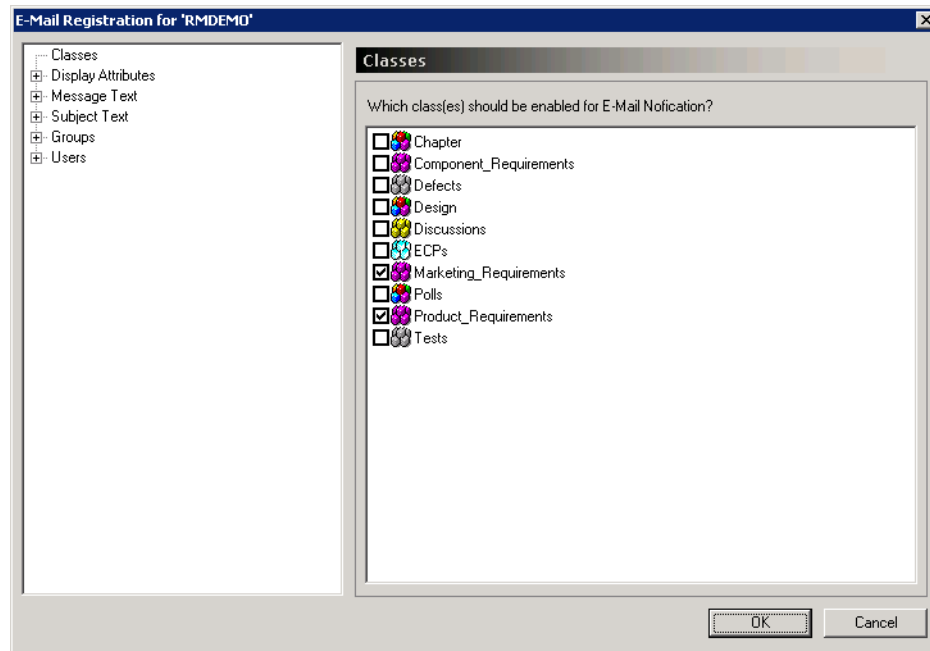 E-Mail Registration for 'RMDEMO'
Classes
Display Attributes
Message Text
Subject Text
Groups
Users
Classes
Which class(es) should be enabled for E-Mail Nofication?
Chapter
Component_Requirements
Defects
Design
Discussions
ECPs
Marketing_Requirements
Polls
Product_Requirements
Tests
OK
Cancel